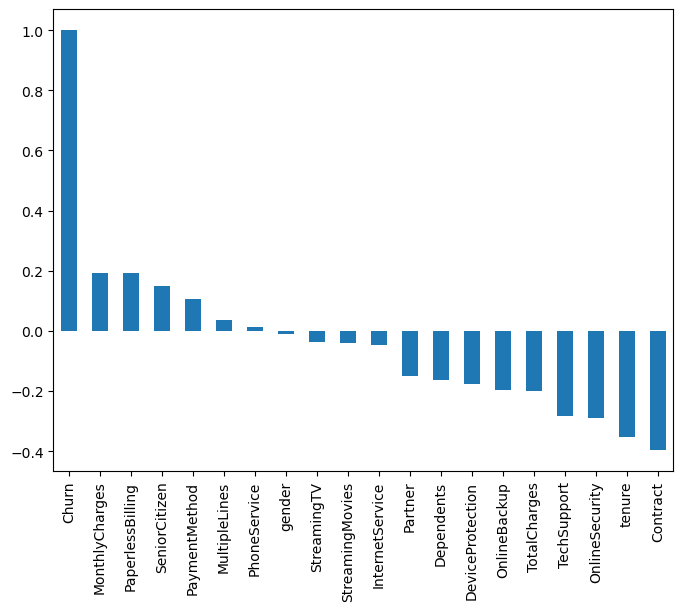 1.0
0.8
0.6
0.4
0.2
0.0
−0.2
−0.4
Churn
MonthlyCharges
PaperlessBilling
SeniorCitizen
PaymentMethod
MultipleLines
PhoneService
gender
StreamingTV
StreamingMovies
InternetService
Partner
Dependents
DeviceProtection
OnlineBackup
TotalCharges
TechSupport
OnlineSecurity
tenure
Contract